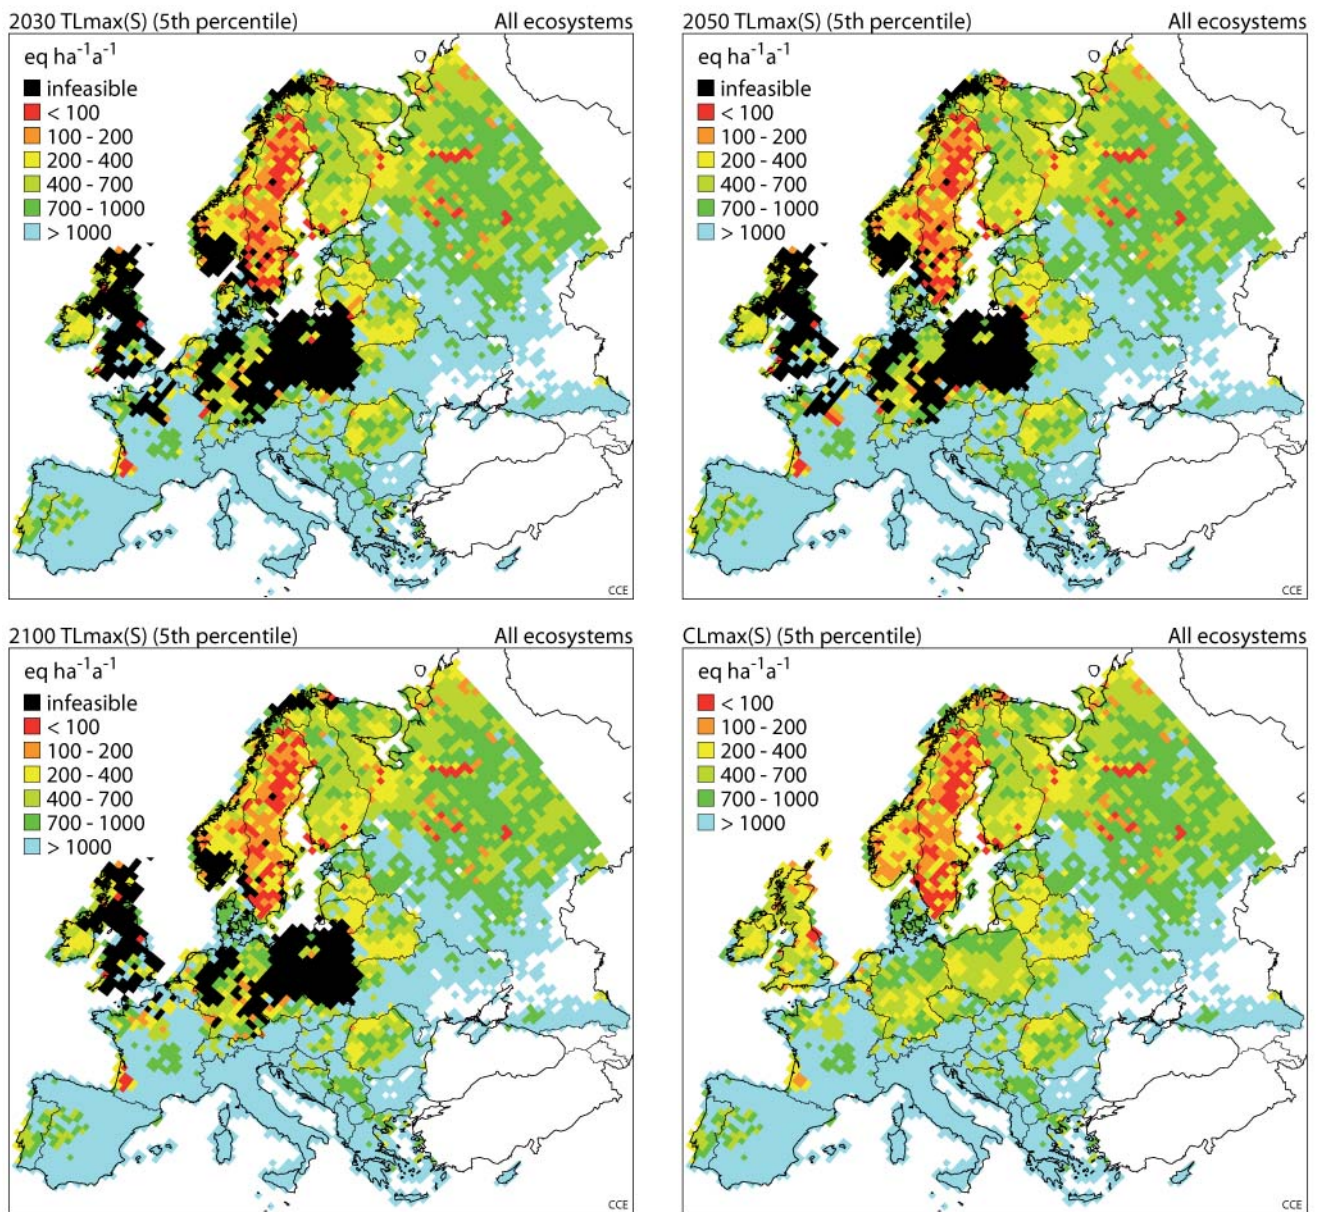 2030 TLmax(S) (5th percentile) All ecosystems
eq ha⁻¹a⁻¹
infeasible
< 100
100 - 200
200 - 400
400 - 700
700 - 1000
> 1000
CCE
2050 TLmax(S) (5th percentile) All ecosystems
eq ha⁻¹a⁻¹
infeasible
< 100
100 - 200
200 - 400
400 - 700
700 - 1000
> 1000
CCE
2100 TLmax(S) (5th percentile) All ecosystems
eq ha⁻¹a⁻¹
infeasible
< 100
100 - 200
200 - 400
400 - 700
700 - 1000
> 1000
CCE
CLmax(S) (5th percentile) All ecosystems
eq ha⁻¹a⁻¹
< 100
100 - 200
200 - 400
400 - 700
700 - 1000
> 1000
CCE